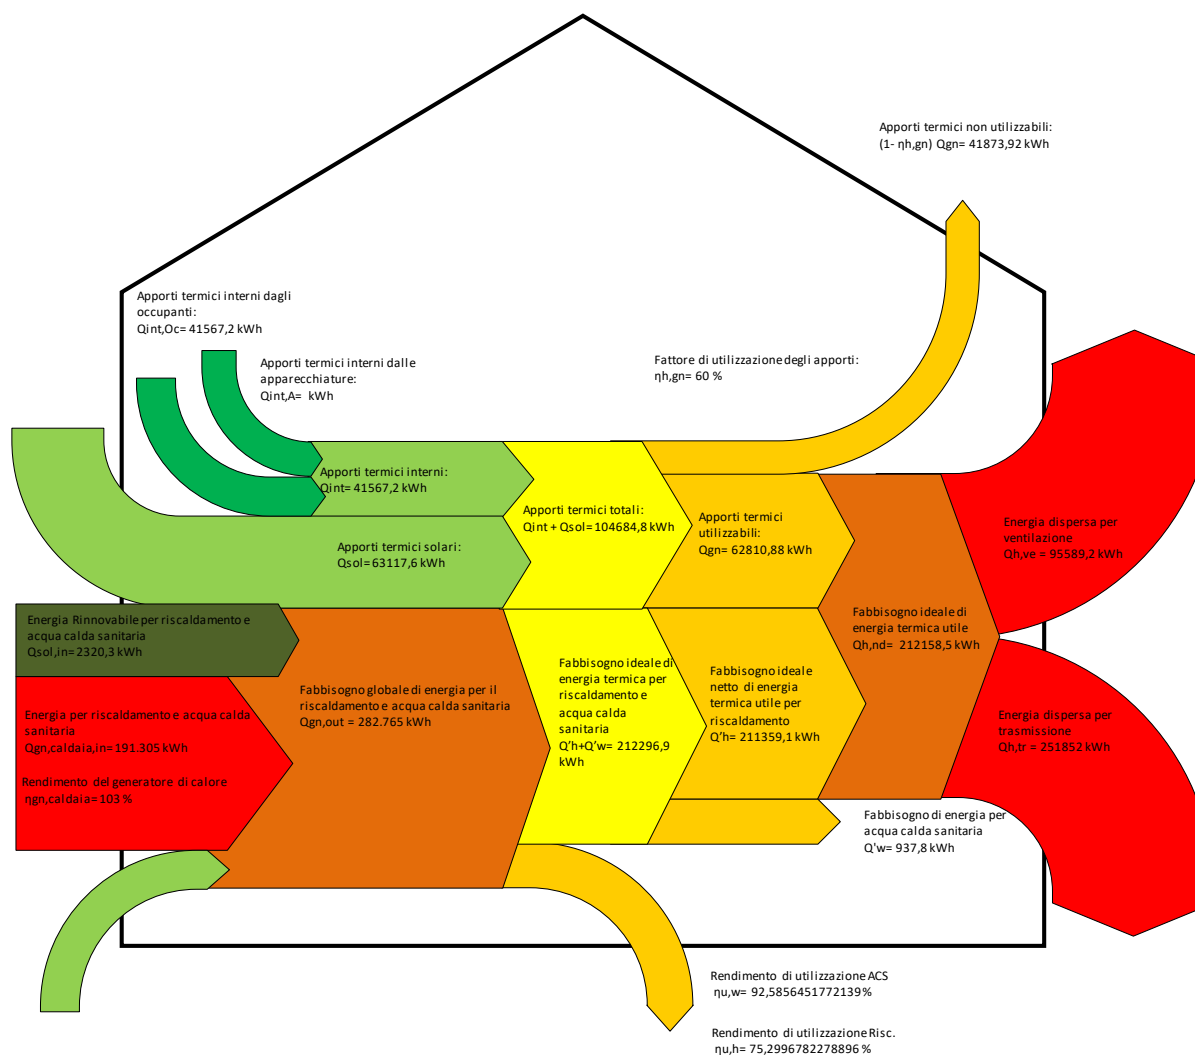 Apporti termici non utilizzabili:
(1- ηh,gn) Qgn= 41873,92 kWh
Apporti termici interni dagli
occupanti:
Qint,Oc= 41567,2 kWh
Apporti termici interni dalle
apparecchiature:
Qint,A=  kWh
Fattore di utilizzazione degli apporti:
ηh,gn= 60 %
Apporti termici interni:
Qint= 41567,2 kWh
Apporti termici solari:
Qsol= 63117,6 kWh
Apporti termici totali:
Qint + Qsol= 104684,8 kWh
Apporti termici
utilizzabili:
Qgn= 62810,88 kWh
Energia dispersa per
ventilazione
Qh,ve = 95589,2 kWh
Energia Rinnovabile per riscaldamento e
acqua calda sanitaria
Qsol,in= 2320,3 kWh
Fabbisogno ideale di
energia termica utile
Qh,nd= 212158,5 kWh
Energia per riscaldamento e acqua calda
sanitaria
Qgn,caldaia,in= 191.305 kWh
Rendimento del generatore di calore
ηgn,caldaia= 103 %
Fabbisogno globale di energia per il
riscaldamento e acqua calda sanitaria
Qgn,out = 282.765 kWh
Fabbisogno ideale di
energia termica per
riscaldamento e
acqua calda
sanitaria
Q'h+Q'w= 212296,9
kWh
Fabbisogno ideale
netto di energia
termica utile per
riscaldamento
Q'h= 211359,1 kWh
Energia dispersa per
trasmissione
Qh,tr = 251852 kWh
Fabbisogno di energia per
acqua calda sanitaria
Q'w= 937,8 kWh
Rendimento di utilizzazione ACS
ηu,w= 92,5856451772139 %
Rendimento di utilizzazione Risc.
ηu,h= 75,2996782278896 %